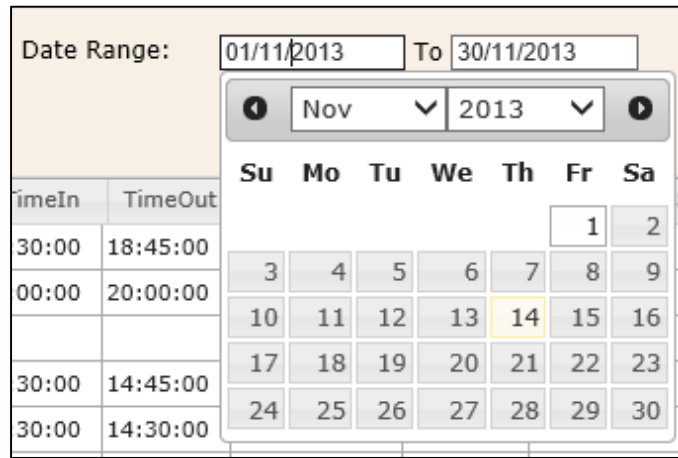 Date Range: 01/11/2013 To 30/11/2013
Nov 2013
Su Mo Tu We Th Fr Sa
1 2
3 4 5 6 7 8 9
10 11 12 13 14 15 16
17 18 19 20 21 22 23
24 25 26 27 28 29 30
TimeIn TimeOut
:30:00 18:45:00
:00:00 20:00:00
:30:00 14:45:00
:30:00 14:30:00